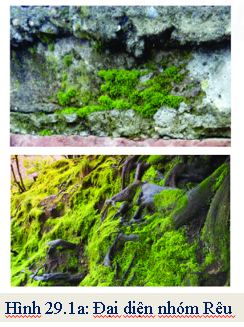 Hình 29.1a: Đại diện nhóm Rêu